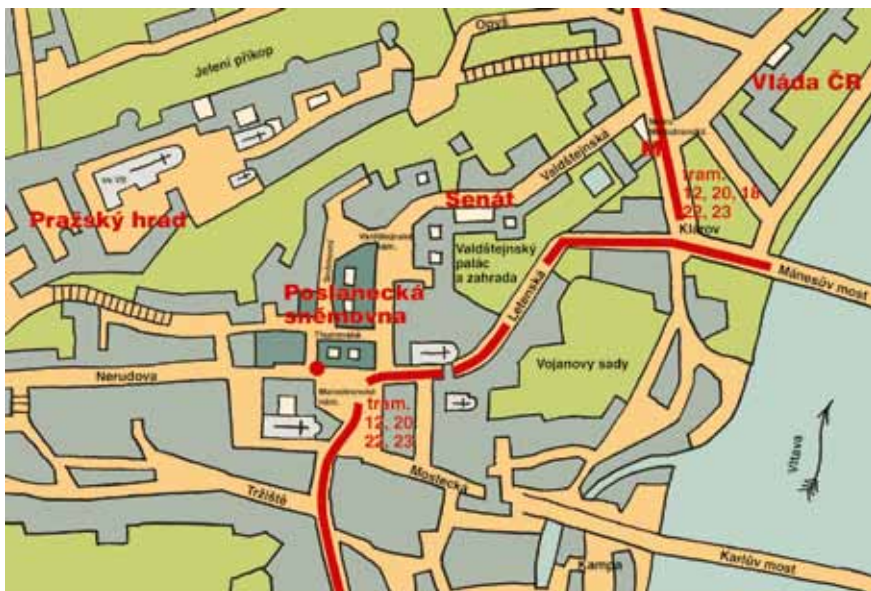 Opyš
Jelení příkop
Vláda ČR
Valdštejnská
M
tram.
12, 20, 18
22, 23
Klárov
Pražský hrad
Senát
Valdštejnské
nám.
Valdštejnský
palác
a zahrada
Mánesův most
Letenská
Poslanecká
sněmovna
Thunovská
Vojanovy sady
Nerudova
Malostranské
nám.
tram.
12, 20
22, 23
Mostecká
Vltava
Tržiště
Karlův most
Kampa